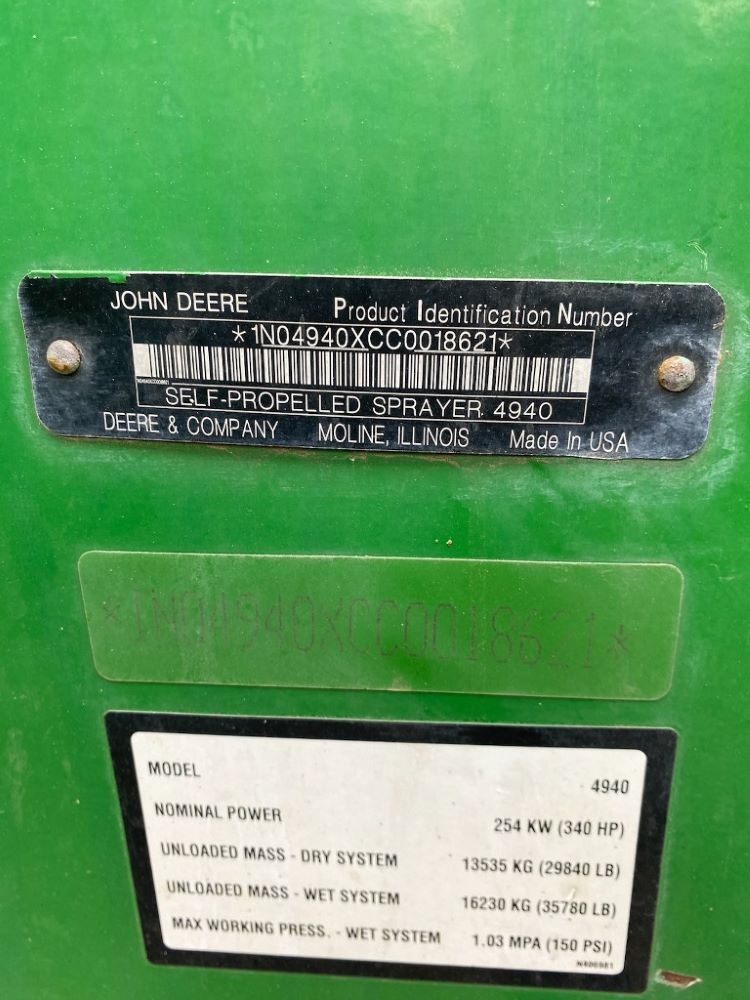 JOHN DEERE Product Identification Number
*1N04940XCC0018621*
SELF-PROPELLED SPRAYER 4940
DEERE & COMPANY MOLINE, ILLINOIS Made In USA
*1N04940XCC0018621*
MODEL 4940
NOMINAL POWER 254 KW (340 HP)
UNLOADED MASS - DRY SYSTEM 13535 KG (29840 LB)
UNLOADED MASS - WET SYSTEM 16230 KG (35780 LB)
MAX WORKING PRESS. - WET SYSTEM 1.03 MPA (150 PSI)